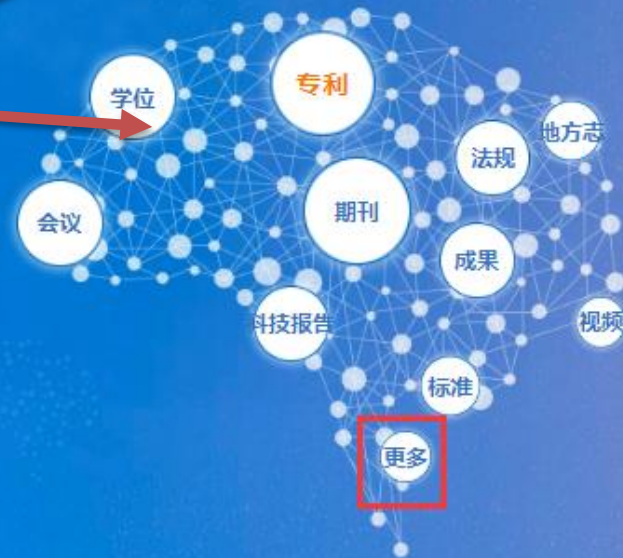 专利
学位
地方志
法规
期刊
会议
成果
科技报告
视频
标准
更多